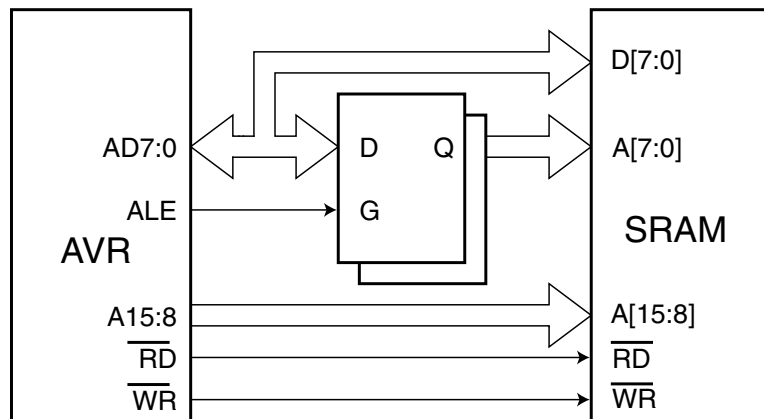 D[7:0]
AD7:0
D
Q
A[7:0]
ALE
G
AVR
SRAM
A15:8
A[15:8]
RD
RD
WR
WR